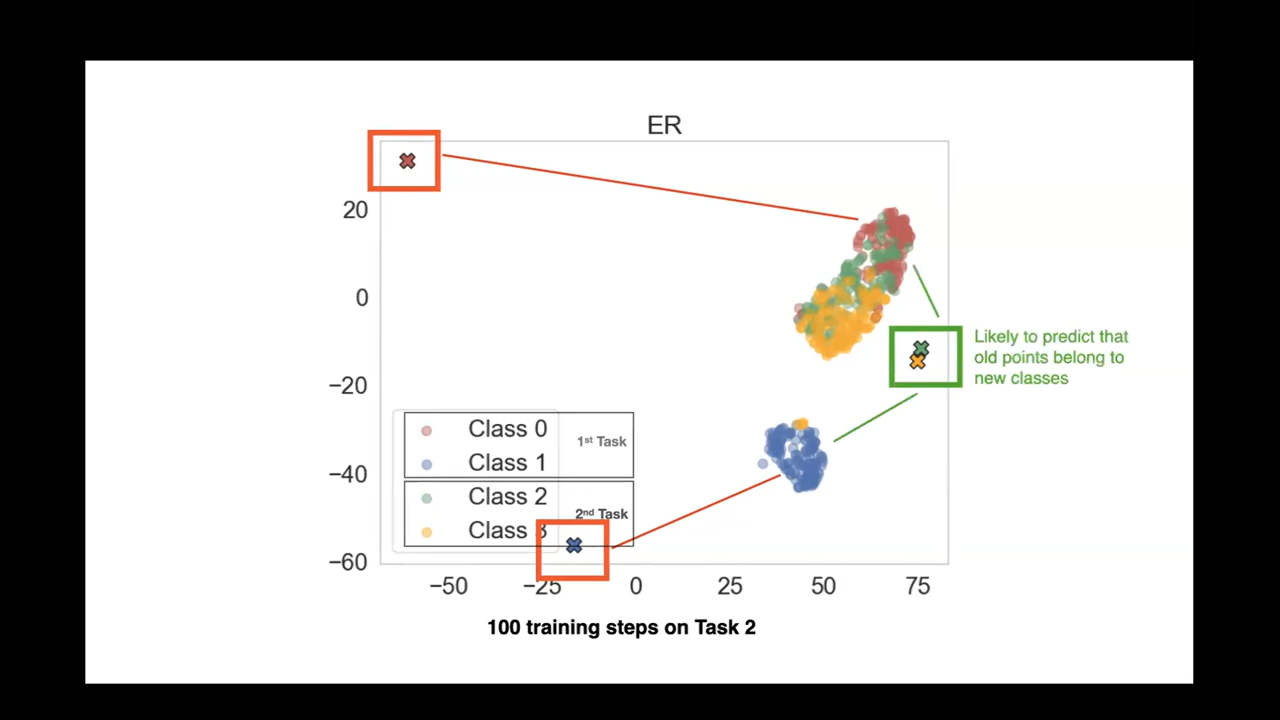 ER
20
0
−20
−40
−60
Class 0
Class 1
1st Task
Class 2
Class 3
2nd Task
−50
−25
0
25
50
75
Likely to predict that
old points belong to
new classes
100 training steps on Task 2